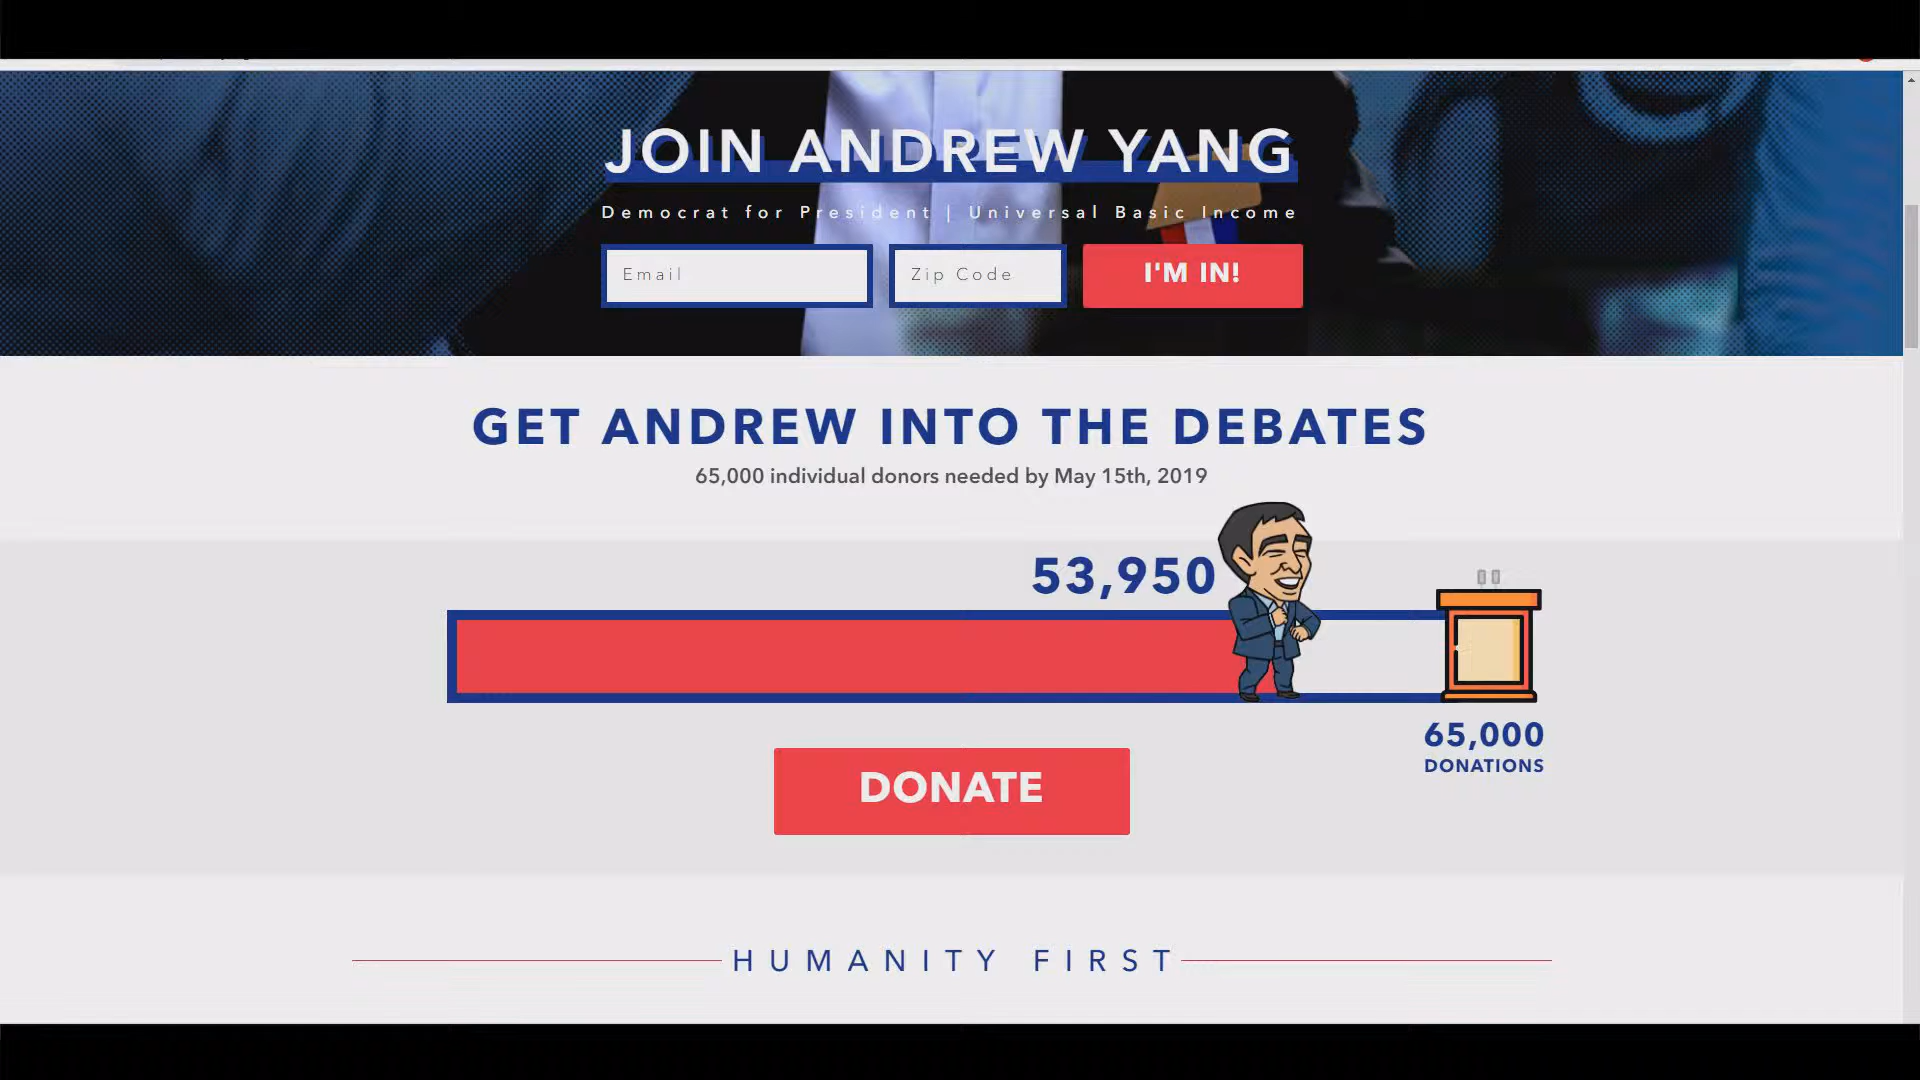 JOIN ANDREW YANG
Democrat for President | Universal Basic Income
Email
Zip Code
I'M IN!
GET ANDREW INTO THE DEBATES
65,000 individual donors needed by May 15th, 2019
53,950
65,000
DONATIONS
DONATE
HUMANITY FIRST